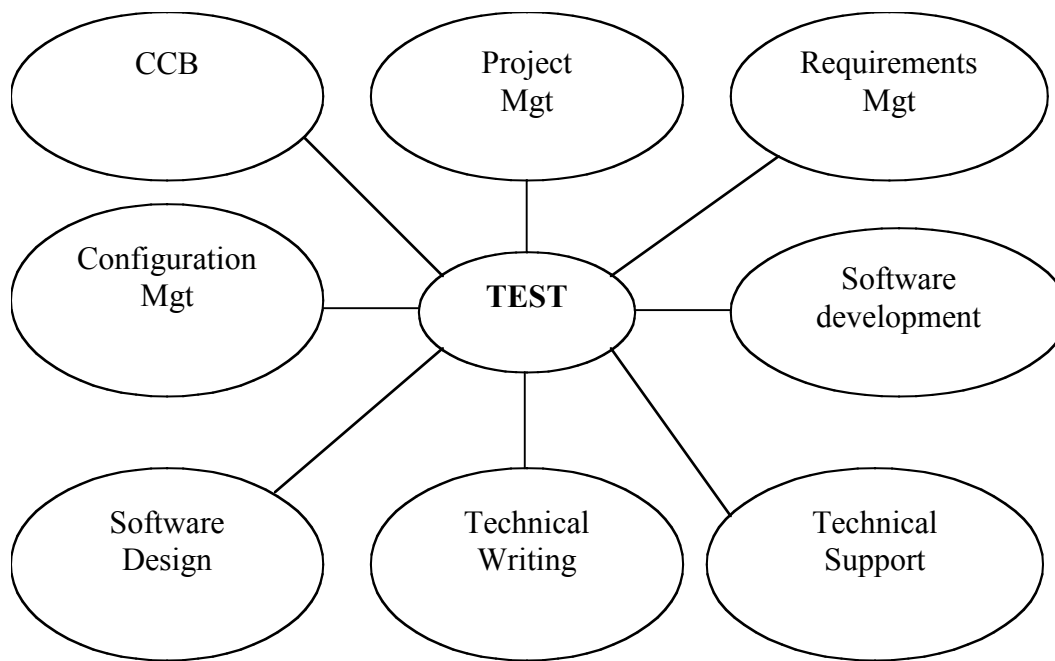 CCB
Project
Mgt
Requirements
Mgt
Configuration
Mgt
TEST
Software
development
Software
Design
Technical
Writing
Technical
Support